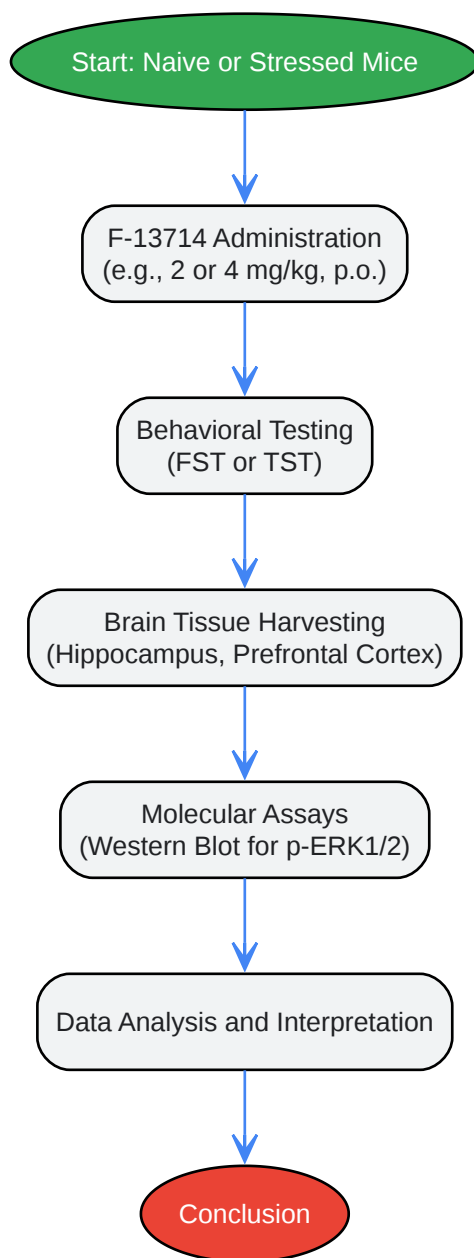 Start: Naive or Stressed Mice
F-13714 Administration
(e.g., 2 or 4 mg/kg, p.o.)
Behavioral Testing
(FST or TST)
Brain Tissue Harvesting
(Hippocampus, Prefrontal Cortex)
Molecular Assays
(Western Blot for p-ERK1/2)
Data Analysis and Interpretation
Conclusion